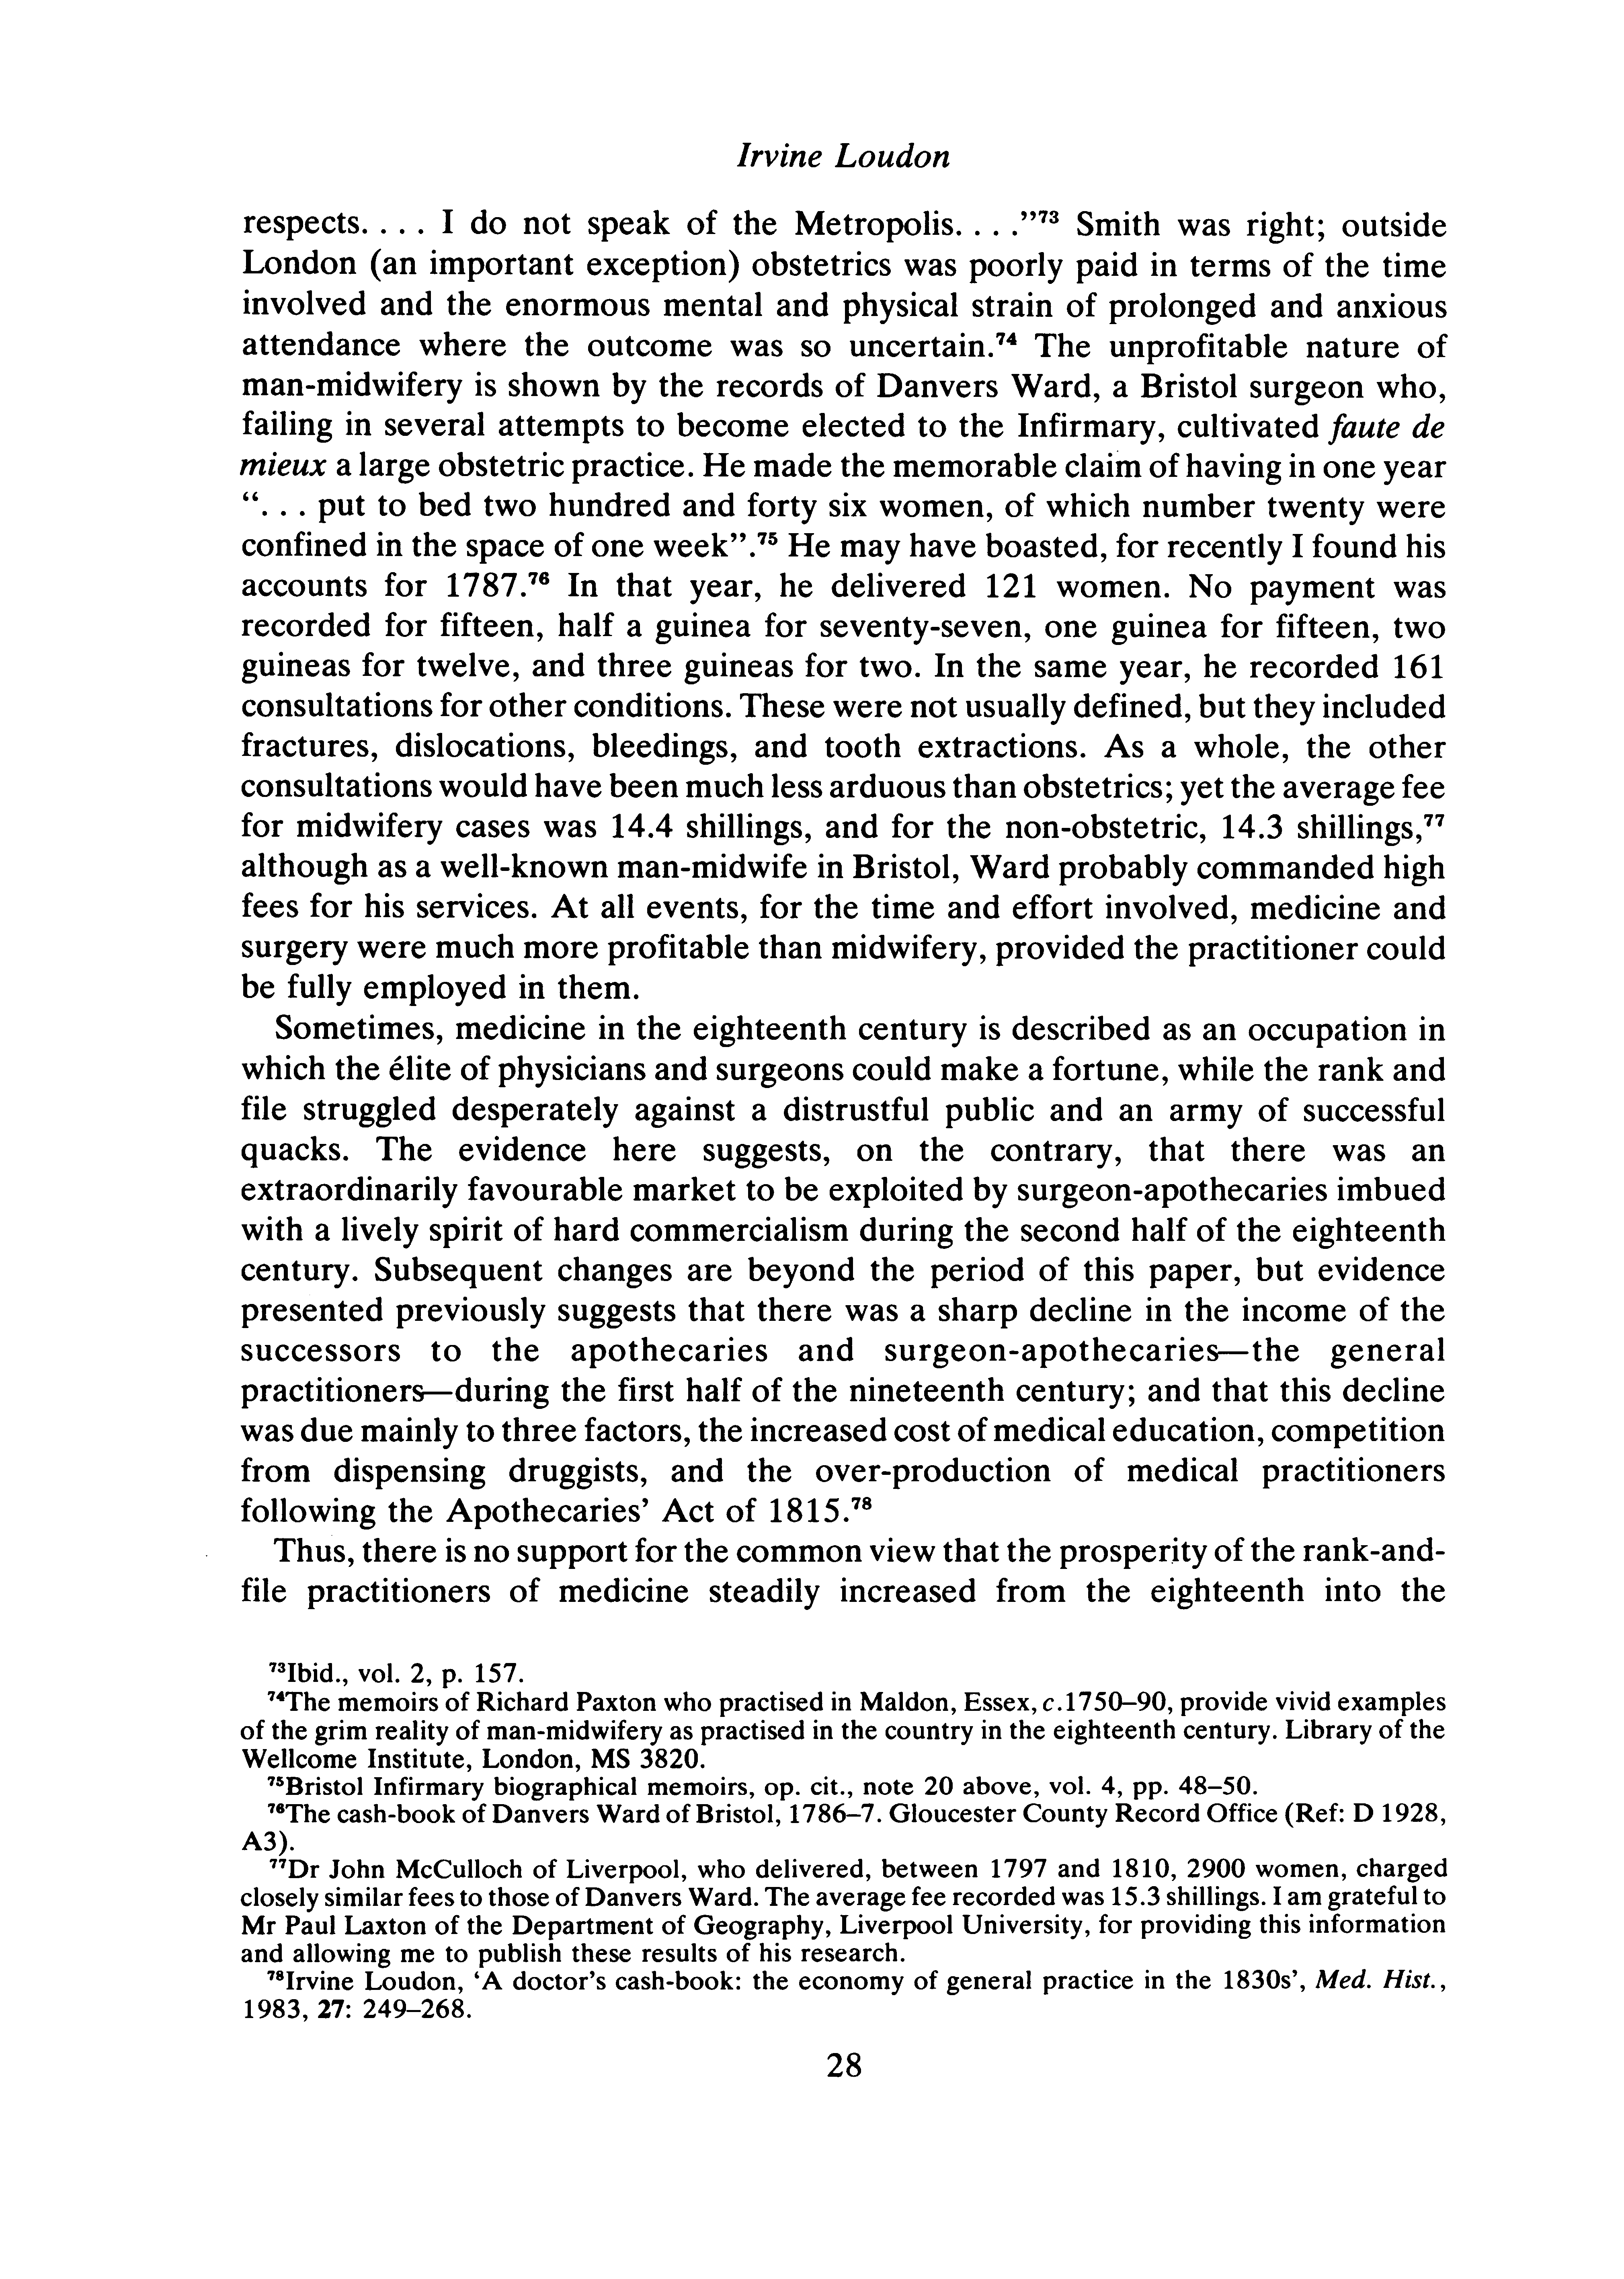 Irvine Loudon
respects. . . . I do not speak of the Metropolis. . . .”⁷³ Smith was right; outside
London (an important exception) obstetrics was poorly paid in terms of the time
involved and the enormous mental and physical strain of prolonged and anxious
attendance where the outcome was so uncertain.⁷⁴ The unprofitable nature of
man-midwifery is shown by the records of Danvers Ward, a Bristol surgeon who,
failing in several attempts to become elected to the Infirmary, cultivated faute de
mieux a large obstetric practice. He made the memorable claim of having in one year
“. . . put to bed two hundred and forty six women, of which number twenty were
confined in the space of one week”.⁷⁵ He may have boasted, for recently I found his
accounts for 1787.⁷⁶ In that year, he delivered 121 women. No payment was
recorded for fifteen, half a guinea for seventy-seven, one guinea for fifteen, two
guineas for twelve, and three guineas for two. In the same year, he recorded 161
consultations for other conditions. These were not usually defined, but they included
fractures, dislocations, bleedings, and tooth extractions. As a whole, the other
consultations would have been much less arduous than obstetrics; yet the average fee
for midwifery cases was 14.4 shillings, and for the non-obstetric, 14.3 shillings,⁷⁷
although as a well-known man-midwife in Bristol, Ward probably commanded high
fees for his services. At all events, for the time and effort involved, medicine and
surgery were much more profitable than midwifery, provided the practitioner could
be fully employed in them.
Sometimes, medicine in the eighteenth century is described as an occupation in
which the élite of physicians and surgeons could make a fortune, while the rank and
file struggled desperately against a distrustful public and an army of successful
quacks. The evidence here suggests, on the contrary, that there was an
extraordinarily favourable market to be exploited by surgeon-apothecaries imbued
with a lively spirit of hard commercialism during the second half of the eighteenth
century. Subsequent changes are beyond the period of this paper, but evidence
presented previously suggests that there was a sharp decline in the income of the
successors to the apothecaries and surgeon-apothecaries—the general
practitioners—during the first half of the nineteenth century; and that this decline
was due mainly to three factors, the increased cost of medical education, competition
from dispensing druggists, and the over-production of medical practitioners
following the Apothecaries’ Act of 1815.⁷⁸
Thus, there is no support for the common view that the prosperity of the rank-and-
file practitioners of medicine steadily increased from the eighteenth into the
⁷³Ibid., vol. 2, p. 157.
⁷⁴The memoirs of Richard Paxton who practised in Maldon, Essex, c.1750–90, provide vivid examples
of the grim reality of man-midwifery as practised in the country in the eighteenth century. Library of the
Wellcome Institute, London, MS 3820.
⁷⁵Bristol Infirmary biographical memoirs, op. cit., note 20 above, vol. 4, pp. 48–50.
⁷⁶The cash-book of Danvers Ward of Bristol, 1786–7. Gloucester County Record Office (Ref: D 1928,
A3).
⁷⁷Dr John McCulloch of Liverpool, who delivered, between 1797 and 1810, 2900 women, charged
closely similar fees to those of Danvers Ward. The average fee recorded was 15.3 shillings. I am grateful to
Mr Paul Laxton of the Department of Geography, Liverpool University, for providing this information
and allowing me to publish these results of his research.
⁷⁸Irvine Loudon, ‘A doctor’s cash-book: the economy of general practice in the 1830s’, Med. Hist.,
1983, 27: 249–268.
28